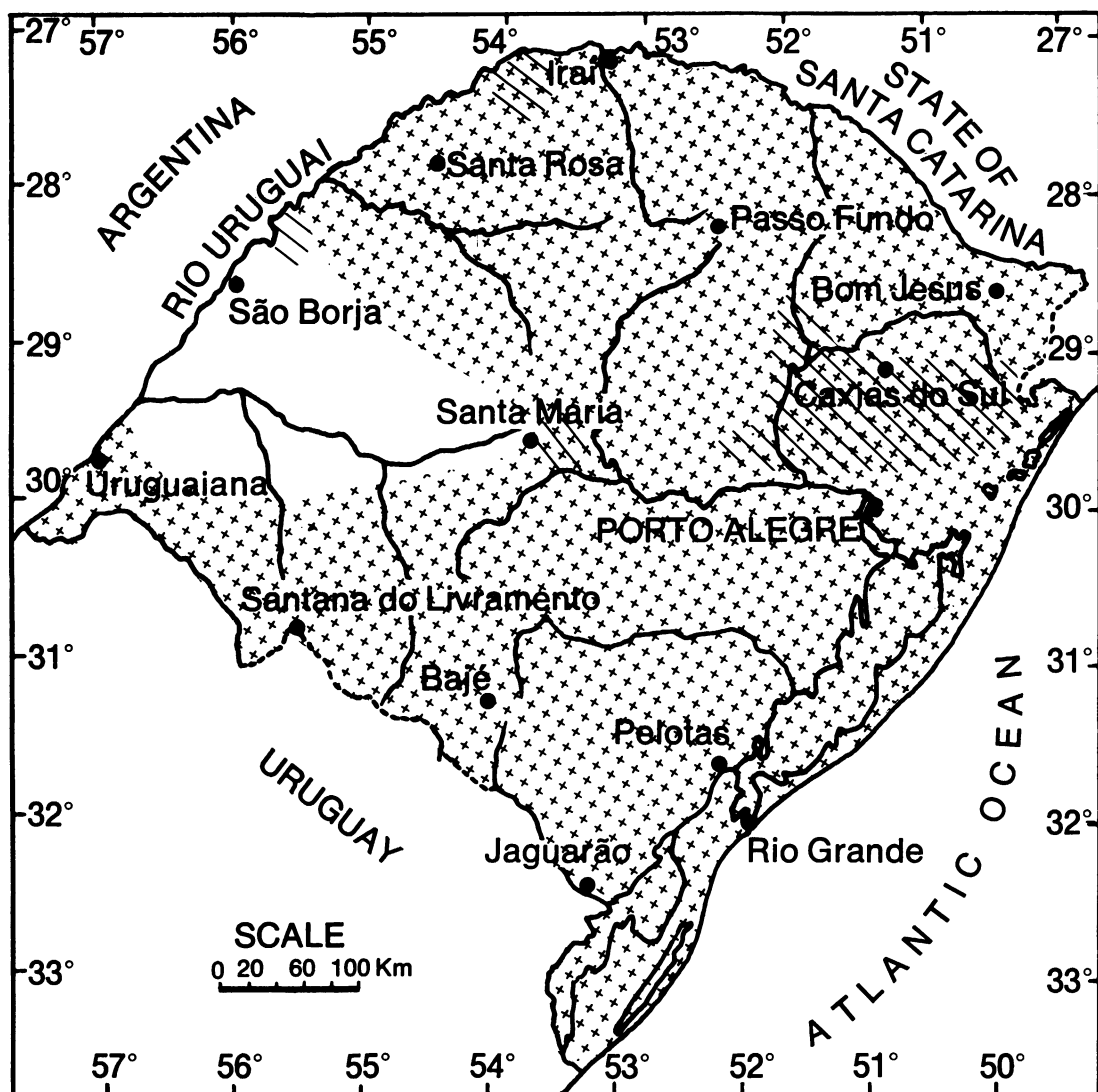 27° 57° 56° 55° 54° 53° 52° 51° 27°
STATE OF
SANTA CATARINA
ARGENTINA
RIO URUGUAI
Iraí
Santa Rosa
28°
28°
Passo Fundo
Bom Jesus
São Borja
29°
29°
Caxias do Sul
Santa Maria
30°
Uruguaiana
30°
PORTO ALEGRE
Santana do Livramento
31°
31°
Bajé
Pelotas
ATLANTIC OCEAN
URUGUAY
32°
32°
Jaguarão
Rio Grande
SCALE
0 20 60 100 Km
33°
33°
57° 56° 55° 54° 53° 52° 51° 50°